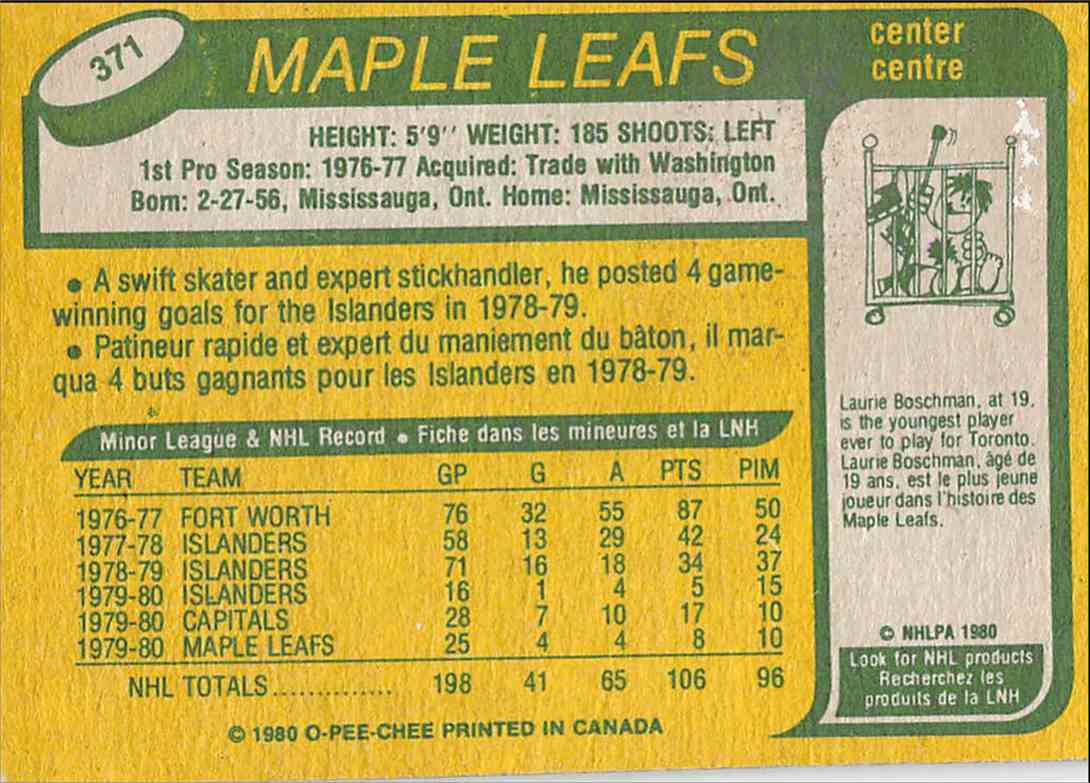 371
MAPLE LEAFS
center
centre
HEIGHT: 5'9'' WEIGHT: 185 SHOOTS: LEFT
1st Pro Season: 1976-77 Acquired: Trade with Washington
Born: 2-27-56, Mississauga, Ont. Home: Mississauga, Ont.
• A swift skater and expert stickhandler, he posted 4 game-
winning goals for the Islanders in 1978-79.
• Patineur rapide et expert du maniement du bâton, il mar-
qua 4 buts gagnants pour les Islanders en 1978-79.
Minor League & NHL Record • Fiche dans les mineures et la LNH
YEAR TEAM GP G A PTS PIM
1976-77 FORT WORTH 76 32 55 87 50
1977-78 ISLANDERS 58 13 29 42 24
1978-79 ISLANDERS 71 16 18 34 37
1979-80 ISLANDERS 16 1 4 5 15
1979-80 CAPITALS 28 7 10 17 10
1979-80 MAPLE LEAFS 25 4 4 8 10
NHL TOTALS.............. 198 41 65 106 96
© 1980 O-PEE-CHEE PRINTED IN CANADA
Laurie Boschman, at 19,
is the youngest player
ever to play for Toronto.
Laurie Boschman, âgé de
19 ans, est le plus jeune
joueur dans l'histoire des
Maple Leafs.
© NHLPA 1980
Look for NHL products
Recherchez les
produits de la LNH